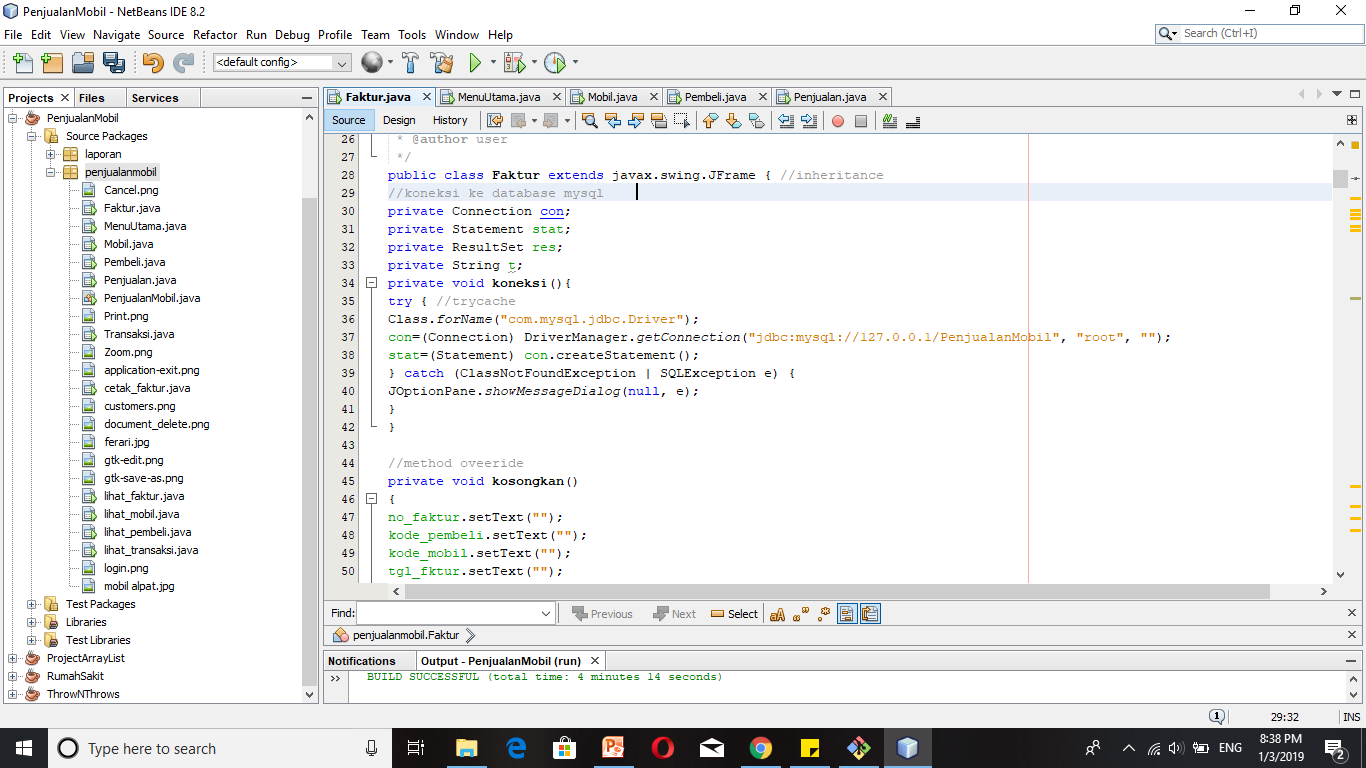 PenjualanMobil - NetBeans IDE 8.2
File Edit View Navigate Source Refactor Run Debug Profile Team Tools Window Help
Search (Ctrl+I)
<default config>
Projects Files Services
PenjualanMobil
Source Packages
laporan
penjualanmobil
Cancel.png
Faktur.java
MenuUtama.java
Mobil.java
Pembeli.java
Penjualan.java
PenjualanMobil.java
Print.png
Transaksi.java
Zoom.png
application-exit.png
cetak_faktur.java
customers.png
document_delete.png
ferari.jpg
gtk-edit.png
gtk-save-as.png
lihat_faktur.java
lihat_mobil.java
lihat_pembeli.java
lihat_transaksi.java
login.png
mobil alpat.jpg
Test Packages
Libraries
Test Libraries
ProjectArrayList
RumahSakit
ThrowNThrows
Faktur.java MenuUtama.java Mobil.java Pembeli.java Penjualan.java
Source Design History
26 * @author user
27 */
28 public class Faktur extends javax.swing.JFrame { //inheritance
29 //koneksi ke database mysql
30 private Connection con;
31 private Statement stat;
32 private ResultSet res;
33 private String t;
34 private void koneksi(){
35 try { //trycache
36 Class.forName("com.mysql.jdbc.Driver");
37 con=(Connection) DriverManager.getConnection("jdbc:mysql://127.0.0.1/PenjualanMobil", "root", "");
38 stat=(Statement) con.createStatement();
39 } catch (ClassNotFoundException | SQLException e) {
40 JOptionPane.showMessageDialog(null, e);
41 }
42 }
43
44 //method oveeride
45 private void kosongkan()
46 {
47 no_faktur.setText("");
48 kode_pembeli.setText("");
49 kode_mobil.setText("");
50 tgl_fktur.setText("");
Find: Previous Next Select
penjualanmobil.Faktur
Notifications Output - PenjualanMobil (run)
BUILD SUCCESSFUL (total time: 4 minutes 14 seconds)
1 29:32 INS
Type here to search
ENG
8:38 PM
1/3/2019
2